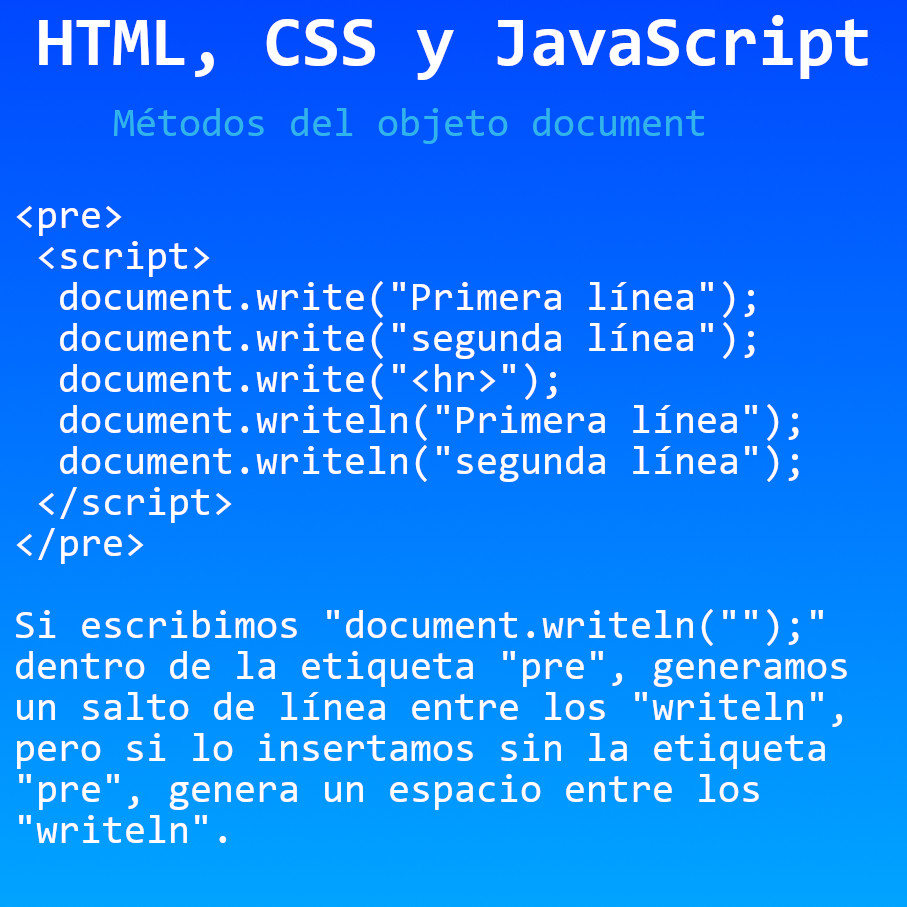 HTML, CSS y JavaScript
Métodos del objeto document
<pre>
 <script>
  document.write("Primera línea");
  document.write("segunda línea");
  document.write("<hr>");
  document.writeln("Primera línea");
  document.writeln("segunda línea");
 </script>
</pre>
Si escribimos "document.writeln("");"
dentro de la etiqueta "pre", generamos
un salto de línea entre los "writeln",
pero si lo insertamos sin la etiqueta
"pre", genera un espacio entre los
"writeln".